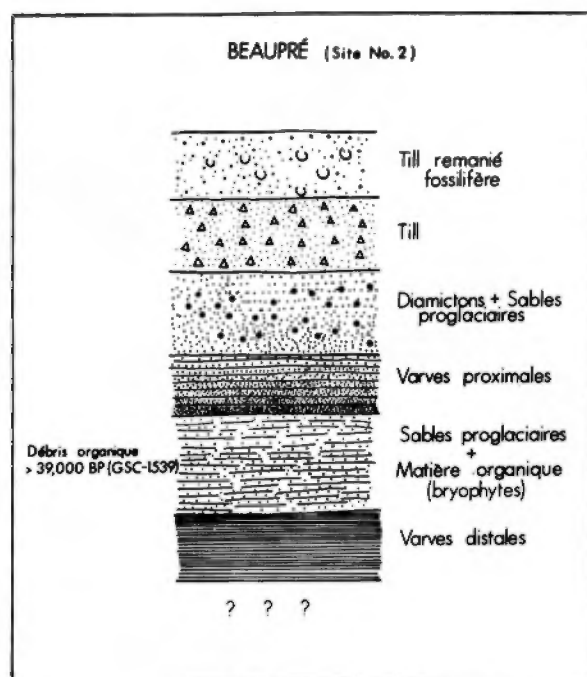 BEAUPRÉ (Site No. 2)
Till remanié
fossilifère
Till
Diamictons + Sables
proglaciaires
Varves proximales
Sables proglaciaires
+
Matière organique
(bryophytes)
Débris organique
> 39,000 BP (GSC-1539)
Varves distales
? ? ?